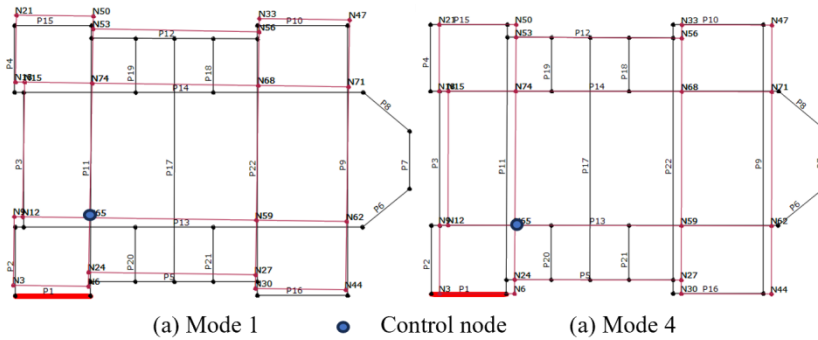 N21
N50
P15
N53
N33
N47
P10
N56
P12
P4
P19
P18
N15
N74
N68
N71
P14
P8
P3
P11
P17
P22
P9
P7
N12
N59
N62
P13
P6
P2
P20
P21
N24
N27
P5
N3
N6
N30
N44
P1
P16
N21
P15
N50
N33
P10
N47
N53
P12
N56
P4
P19
P18
N15
N74
P14
N68
N71
P8
P3
P11
P17
P22
P9
N12
P13
N59
N62
P6
P2
P20
P21
N24
P5
N27
N3
P1
N6
N30
P16
N44
(a) Mode 1
Control node
(a) Mode 4